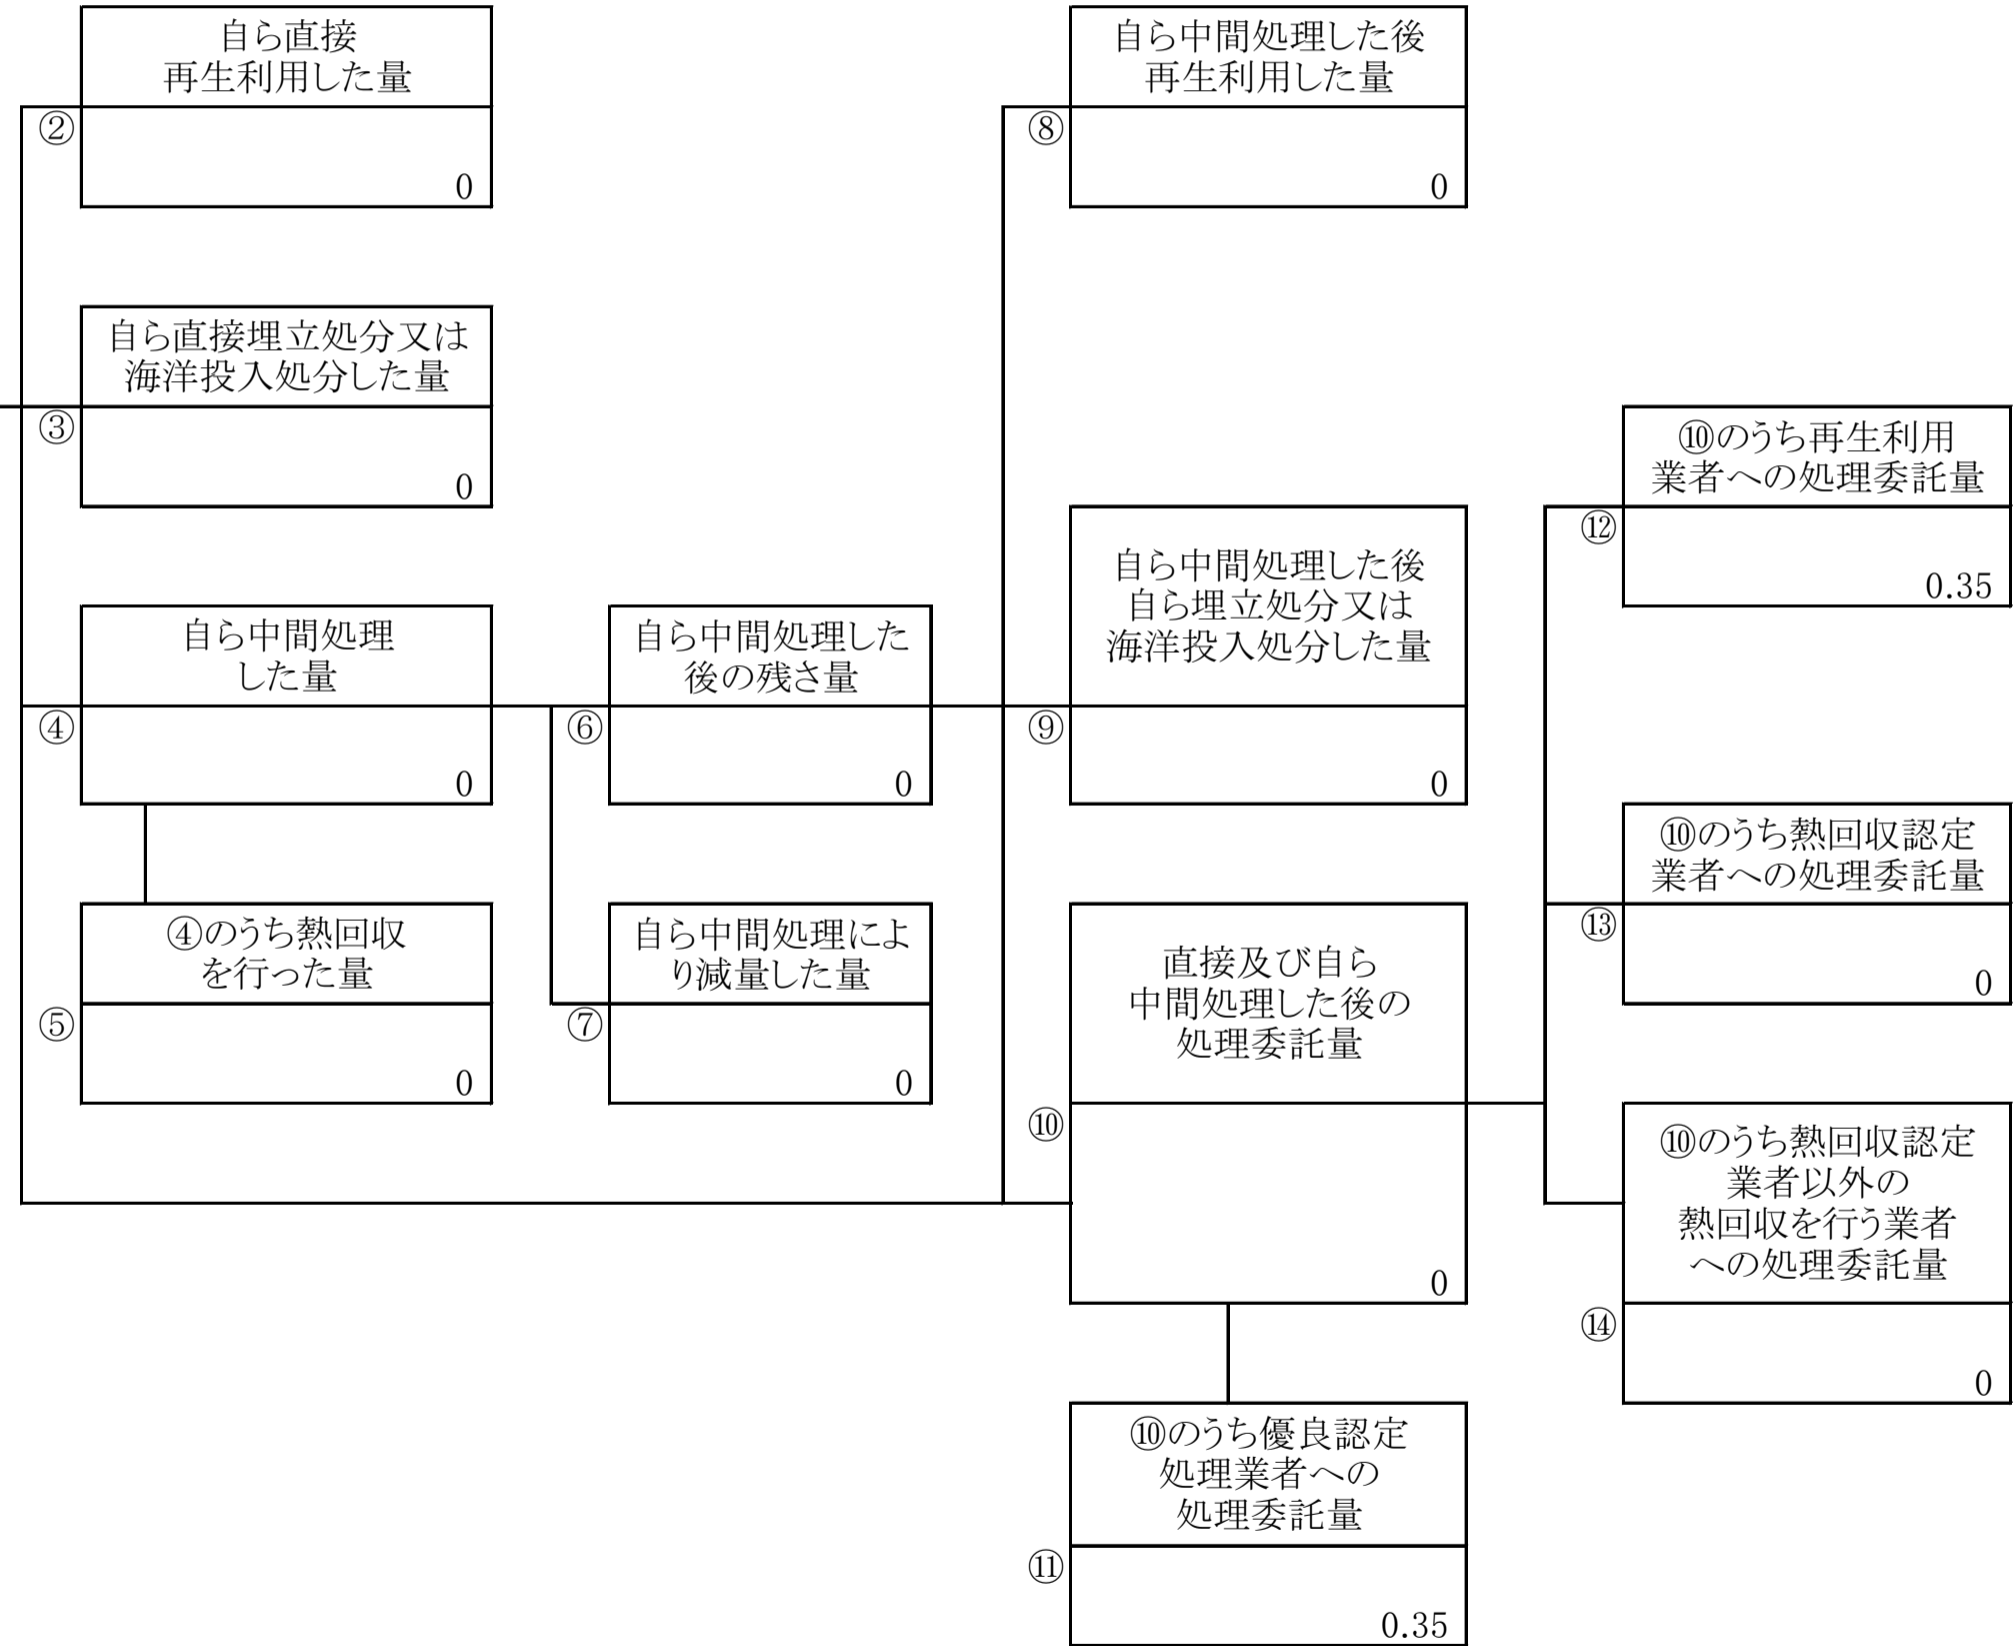 自ら直接
再生利用した量
②
0
自ら直接埋立処分又は
海洋投入処分した量
③
0
自ら中間処理
した量
④
0
④のうち熱回収
を行った量
⑤
0
自ら中間処理した
後の残さ量
⑥
0
自ら中間処理によ
り減量した量
⑦
0
自ら中間処理した後
再生利用した量
⑧
0
自ら中間処理した後
自ら埋立処分又は
海洋投入処分した量
⑨
0
直接及び自ら
中間処理した後の
処理委託量
⑩
0
⑩のうち優良認定
処理業者への
処理委託量
⑪
0.35
⑩のうち再生利用
業者への処理委託量
⑫
0.35
⑩のうち熱回収認定
業者への処理委託量
⑬
0
⑩のうち熱回収認定
業者以外の
熱回収を行う業者
への処理委託量
⑭
0